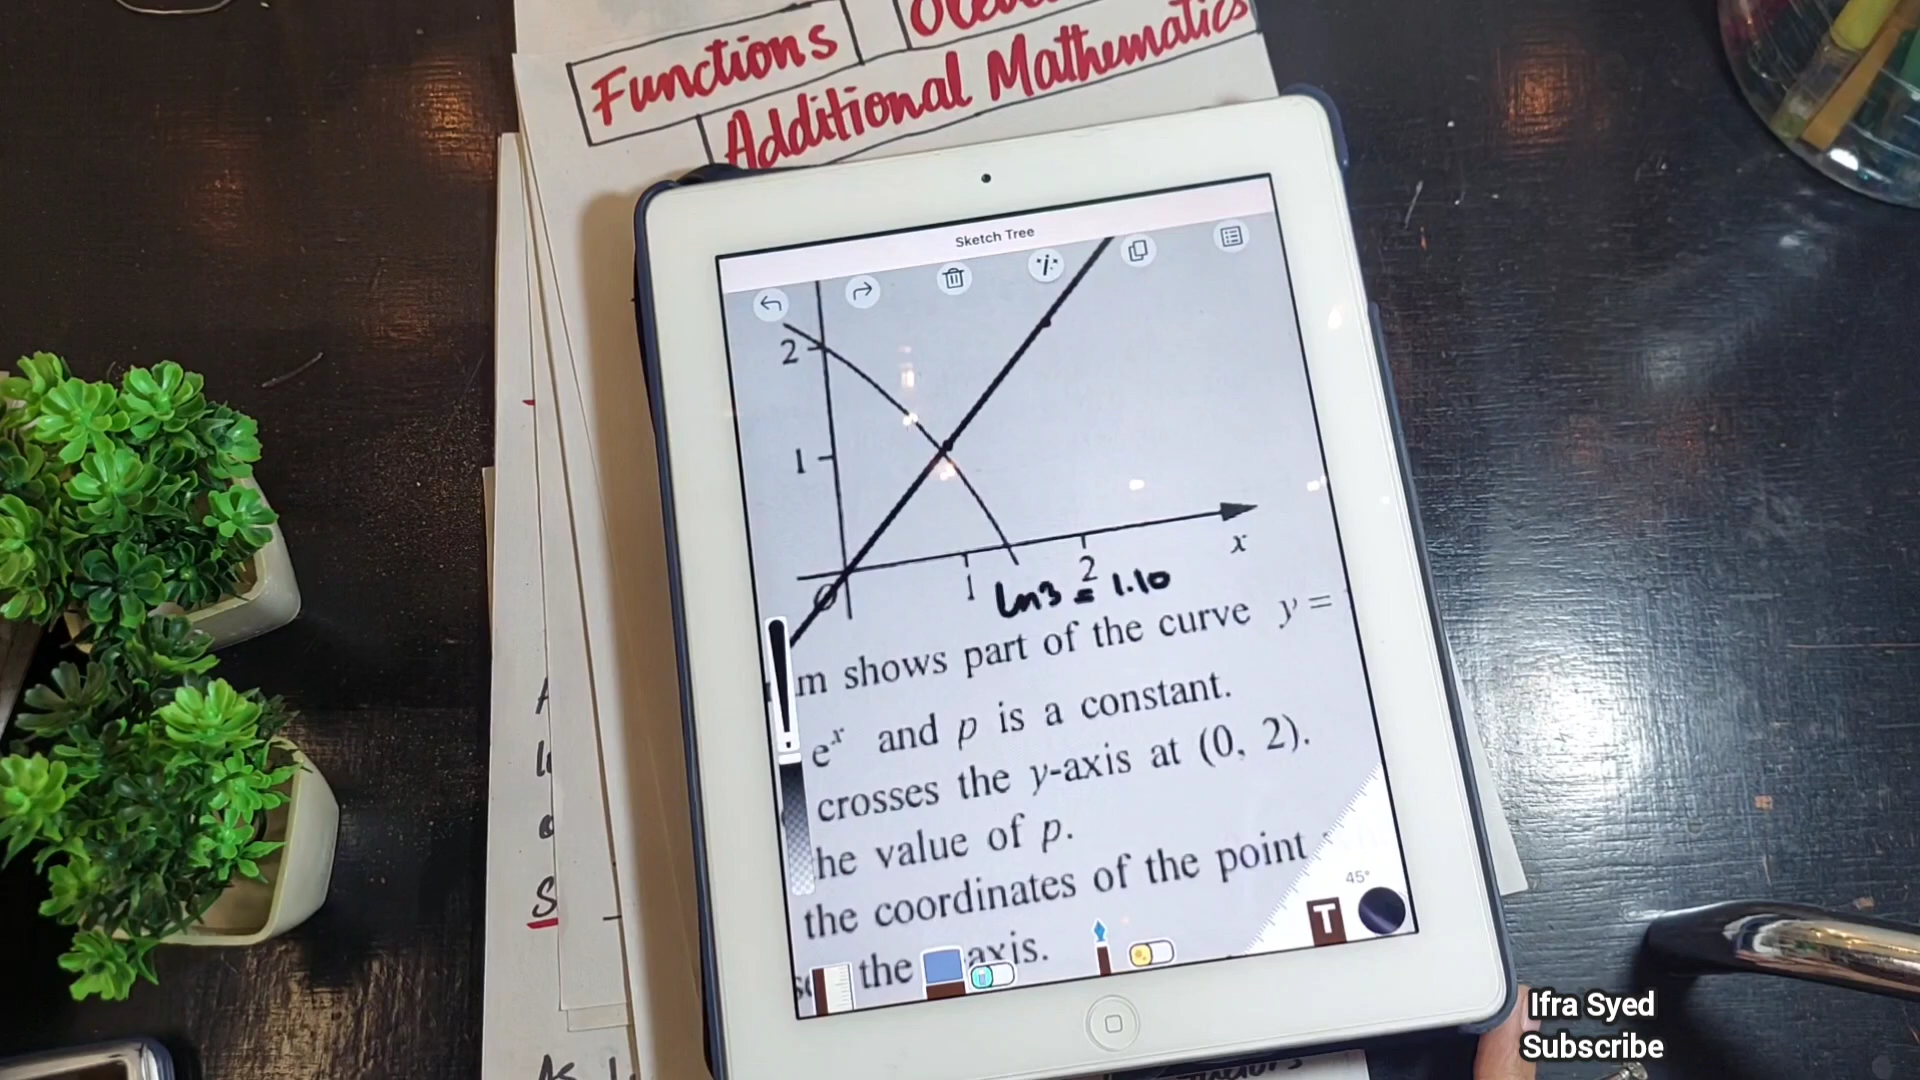 Functions
Additional Mathematics
Sketch Tree
2
1
O
1
2
x
ln3 = 1.10
m shows part of the curve y =
eˣ and p is a constant.
crosses the y-axis at (0, 2).
he value of p.
the coordinates of the point
the axis.
45°
T
S
Ifra Syed
Subscribe